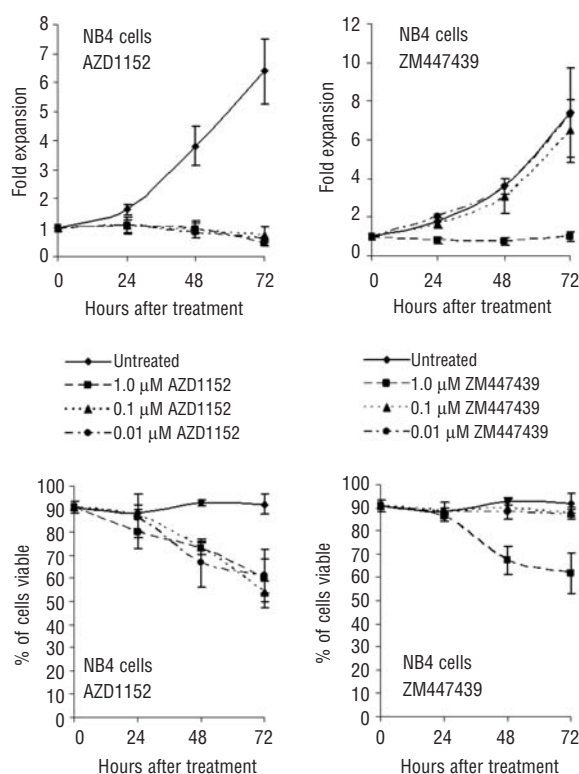 8
7
6
5
4
3
2
1
0
Fold expansion
NB4 cells
AZD1152
0 24 48 72
Hours after treatment
12
10
8
6
4
2
0
Fold expansion
NB4 cells
ZM447439
0 24 48 72
Hours after treatment
Untreated
1.0 µM AZD1152
0.1 µM AZD1152
0.01 µM AZD1152
Untreated
1.0 µM ZM447439
0.1 µM ZM447439
0.01 µM ZM447439
100
90
80
70
60
50
40
30
20
90
0
% of cells viable
NB4 cells
AZD1152
0 24 48 72
Hours after treatment
100
90
80
70
60
50
40
30
20
90
0
% of cells viable
NB4 cells
ZM447439
0 24 48 72
Hours after treatment